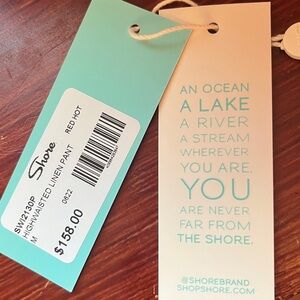 Shore
SW2130P
HIGHWAISTED LINEN PANT
M
RED HOT
0622
$158.00
AN OCEAN
A LAKE
A RIVER
A STREAM
WHEREVER
YOU ARE,
YOU
ARE NEVER
FAR FROM
THE SHORE.
@SHOREBRAND
SHOPSHORE.COM